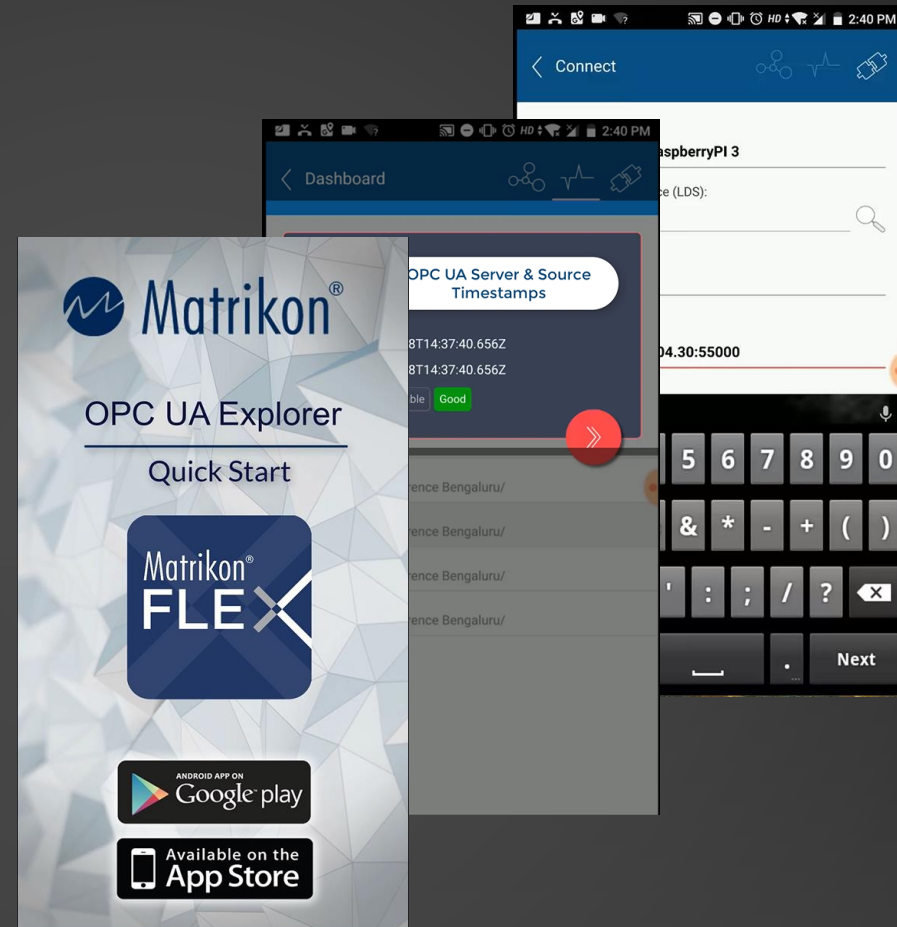 Matrikon®
OPC UA Explorer
Quick Start
Matrikon®
FLEX
ANDROID APP ON
Google play
Available on the
App Store
HD 2:40 PM
Dashboard
OPC UA Server & Source
Timestamps
8T14:37:40.656Z
8T14:37:40.656Z
ble Good
rence Bengaluru/
rence Bengaluru/
rence Bengaluru/
rence Bengaluru/
HD 2:40 PM
Connect
aspberryPI 3
ce (LDS):
04.30:55000
5 6 7 8 9 0
& * - + ( )
' : ; / ?
. Next